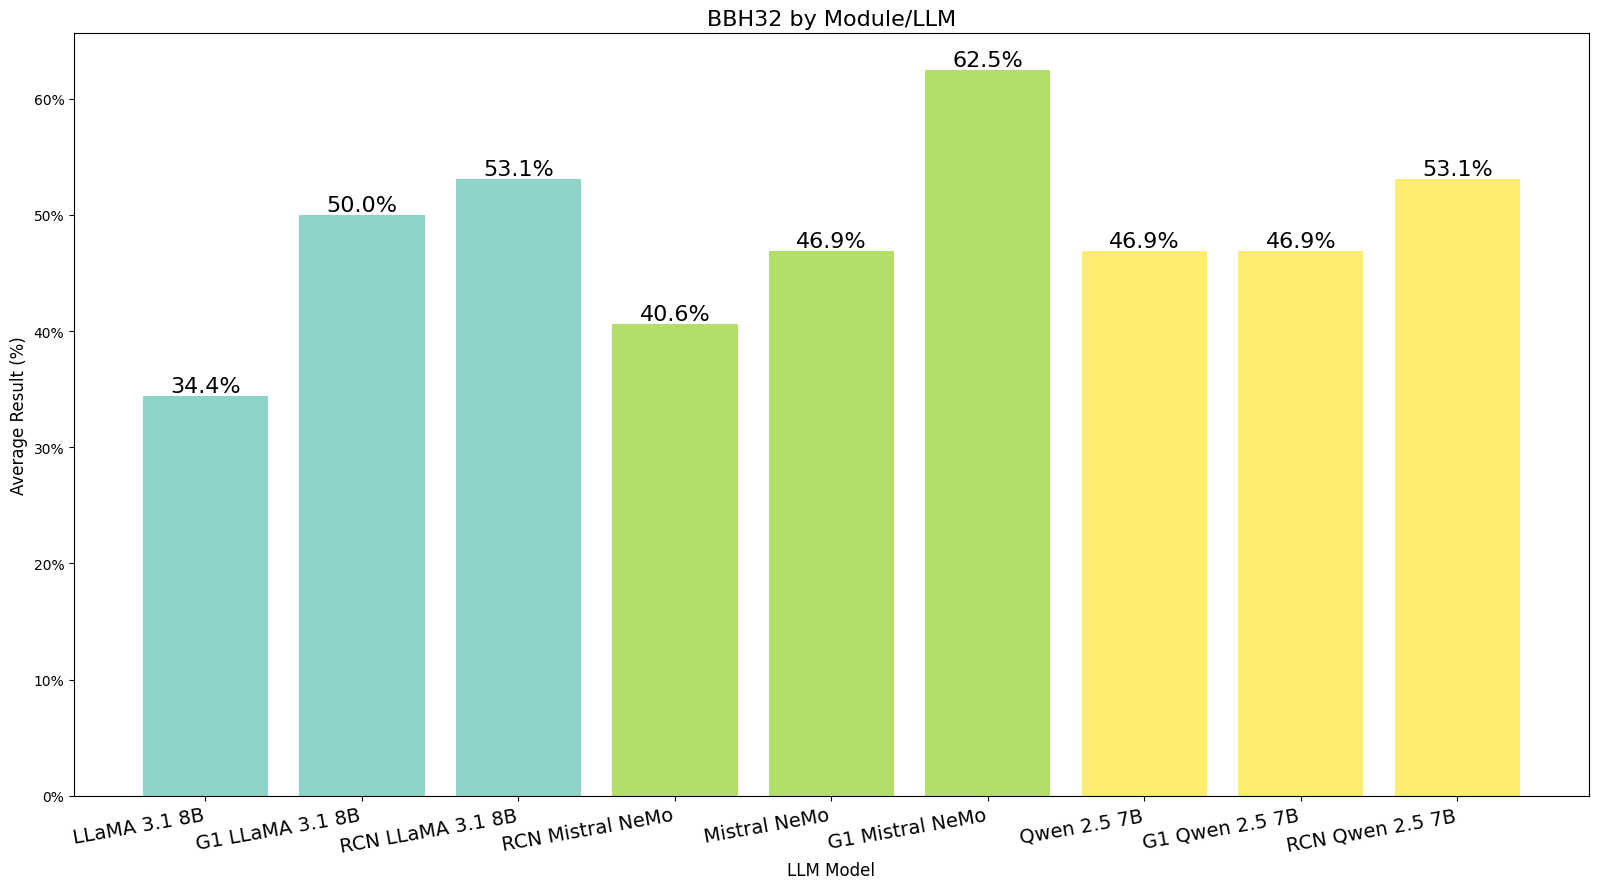 BBH32 by Module/LLM
Average Result (%)
60%
50%
40%
30%
20%
10%
0%
34.4%
50.0%
53.1%
40.6%
46.9%
62.5%
46.9%
46.9%
53.1%
LLaMA 3.1 8B
G1 LLaMA 3.1 8B
RCN LLaMA 3.1 8B
RCN Mistral NeMo
Mistral NeMo
G1 Mistral NeMo
Qwen 2.5 7B
G1 Qwen 2.5 7B
RCN Qwen 2.5 7B
LLM Model